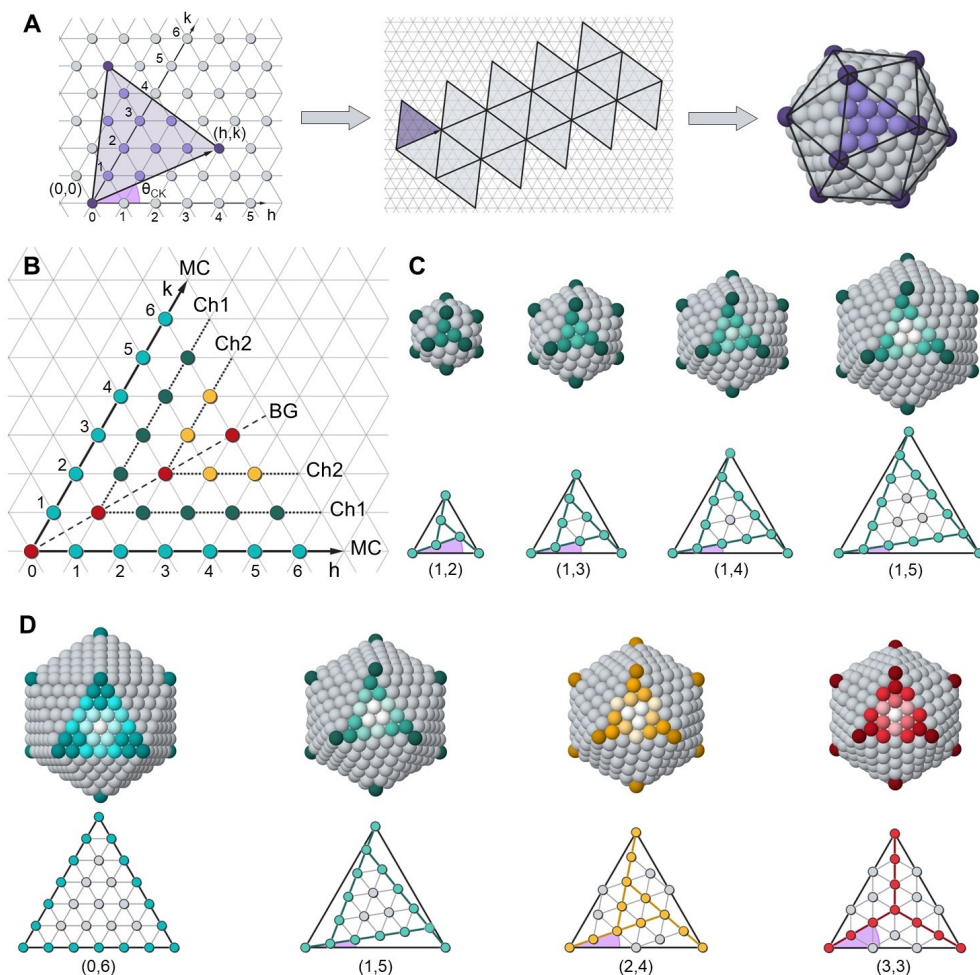 A
k
6
5
4
3
(h,k)
2
1
(0,0)
θCK
0 1 2 3 4 5 h
B
MC
k
6
Ch1
5
Ch2
4
BG
3
2
Ch2
1
Ch1
MC
0 1 2 3 4 5 6 h
C
(1,2) (1,3) (1,4) (1,5)
D
(0,6) (1,5) (2,4) (3,3)